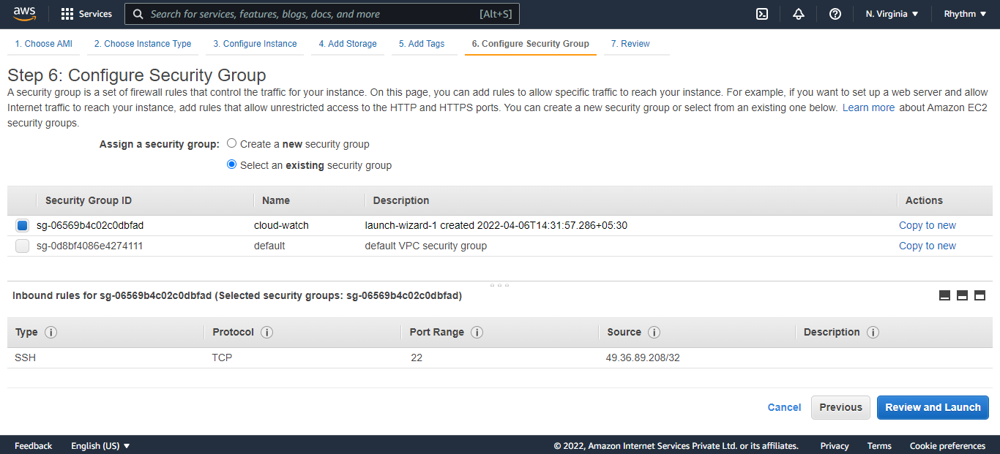 aws Services Search for services, features, blogs, docs, and more [Alt+S] N. Virginia Rhythm
1. Choose AMI 2. Choose Instance Type 3. Configure Instance 4. Add Storage 5. Add Tags 6. Configure Security Group 7. Review
Step 6: Configure Security Group
A security group is a set of firewall rules that control the traffic for your instance. On this page, you can add rules to allow specific traffic to reach your instance. For example, if you want to set up a web server and allow
Internet traffic to reach your instance, add rules that allow unrestricted access to the HTTP and HTTPS ports. You can create a new security group or select from an existing one below. Learn more about Amazon EC2
security groups.
Assign a security group: Create a new security group
Select an existing security group
Security Group ID Name Description Actions
sg-06569b4c02c0dbfad cloud-watch launch-wizard-1 created 2022-04-06T14:31:57.286+05:30 Copy to new
sg-0d8bf4086e4274111 default default VPC security group Copy to new
Inbound rules for sg-06569b4c02c0dbfad (Selected security groups: sg-06569b4c02c0dbfad)
Type Protocol Port Range Source Description
SSH TCP 22 49.36.89.208/32
Cancel Previous Review and Launch
Feedback English (US) © 2022, Amazon Internet Services Private Ltd. or its affiliates. Privacy Terms Cookie preferences